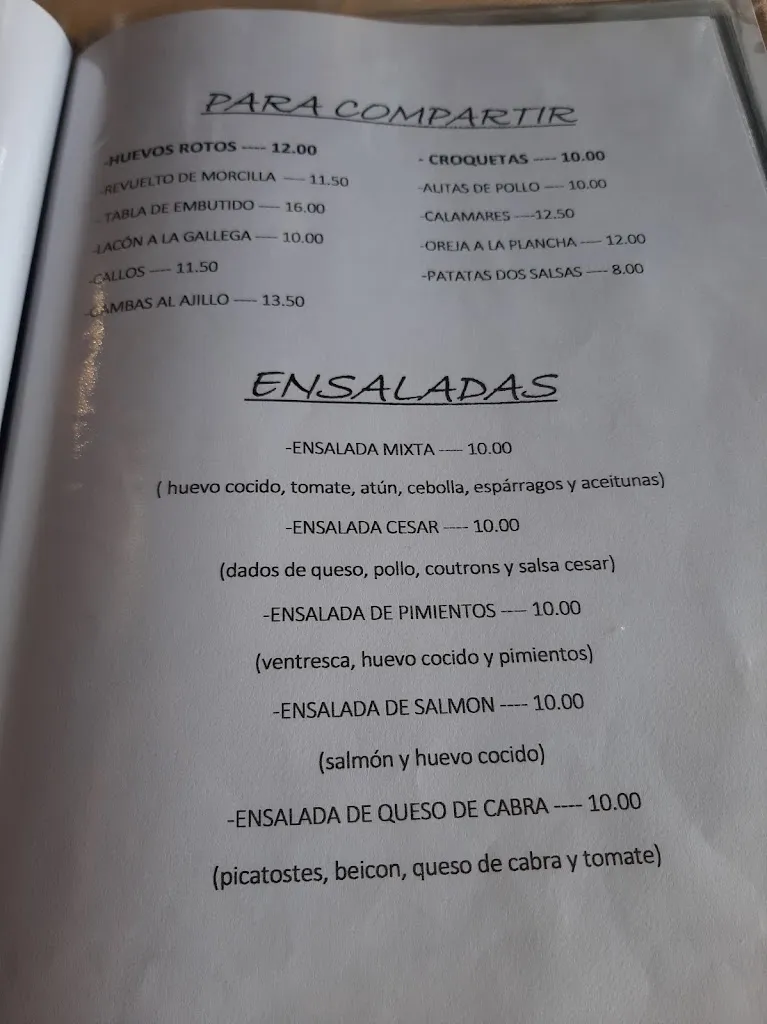 PARA COMPARTIR
-HUEVOS ROTOS ---- 12.00
-REVUELTO DE MORCILLA ---- 11.50
-TABLA DE EMBUTIDO ---- 16.00
-LACÓN A LA GALLEGA ---- 10.00
-CALLOS ---- 11.50
-GAMBAS AL AJILLO ---- 13.50
- CROQUETAS ---- 10.00
-ALITAS DE POLLO ---- 10.00
-CALAMARES ----12.50
-OREJA A LA PLANCHA ---- 12.00
-PATATAS DOS SALSAS ---- 8.00
ENSALADAS
-ENSALADA MIXTA ---- 10.00
( huevo cocido, tomate, atún, cebolla, espárragos y aceitunas)
-ENSALADA CESAR ---- 10.00
(dados de queso, pollo, coutrons y salsa cesar)
-ENSALADA DE PIMIENTOS ---- 10.00
(ventresca, huevo cocido y pimientos)
-ENSALADA DE SALMON ---- 10.00
(salmón y huevo cocido)
-ENSALADA DE QUESO DE CABRA ---- 10.00
(picatostes, beicon, queso de cabra y tomate)